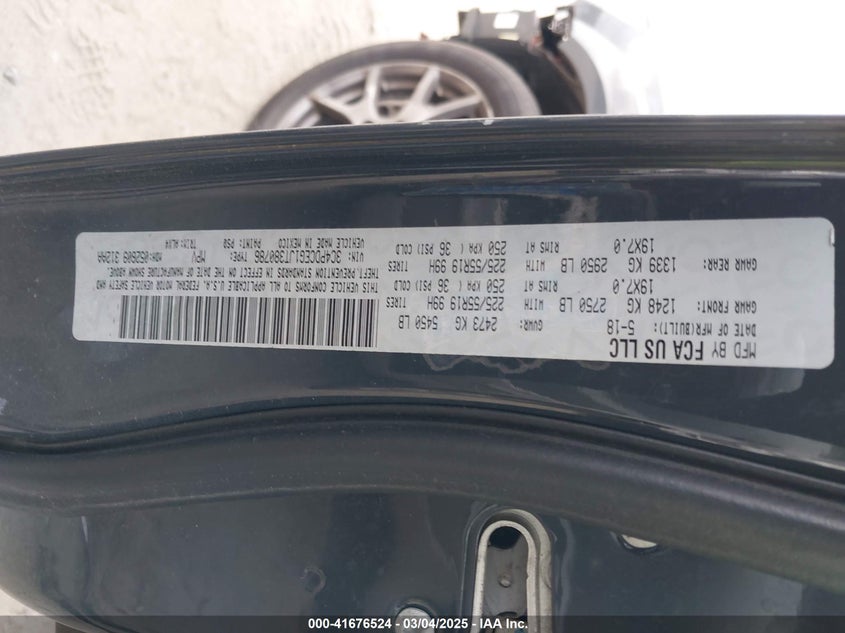 MFD BY FCA US LLC
DATE OF MFR(BUILT): 5-18 GVWR: 2473 KG 5450 LB
GAWR FRONT: 1248 KG 2750 LB WITH 225/55R19 99H TIRES
19X7.0 RIMS AT 250 KPA ( 36 PSI) COLD
GAWR REAR: 1339 KG 2950 LB WITH 225/55R19 99H TIRES
19X7.0 RIMS AT 250 KPA ( 36 PSI) COLD
THIS VEHICLE CONFORMS TO ALL APPLICABLE U.S.A. FEDERAL MOTOR VEHICLE SAFETY AND
THEFT PREVENTION STANDARDS IN EFFECT ON THE DATE OF MANUFACTURE SHOWN ABOVE.
VIN: 3C4PDCEG1JT390786 MPV MDH:052609 312AA
VEHICLE MADE IN MEXICO PAINT: PSQ TRIM:ALX4
000-41676524 - 03/04/2025 - IAA Inc.